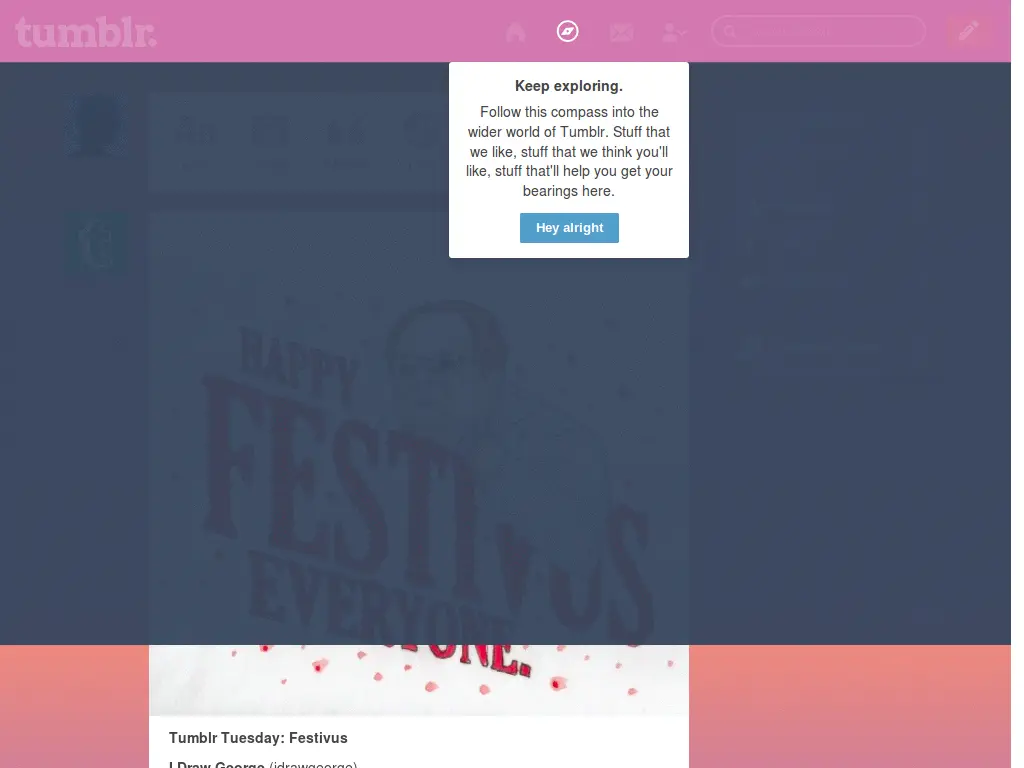 tumblr.
Keep exploring.
Follow this compass into the
wider world of Tumblr. Stuff that
we like, stuff that we think you'll
like, stuff that'll help you get your
bearings here.
Hey alright
HAPPY
FESTIVUS
EVERYONE.
Tumblr Tuesday: Festivus
I Draw George (idrawgeorge)